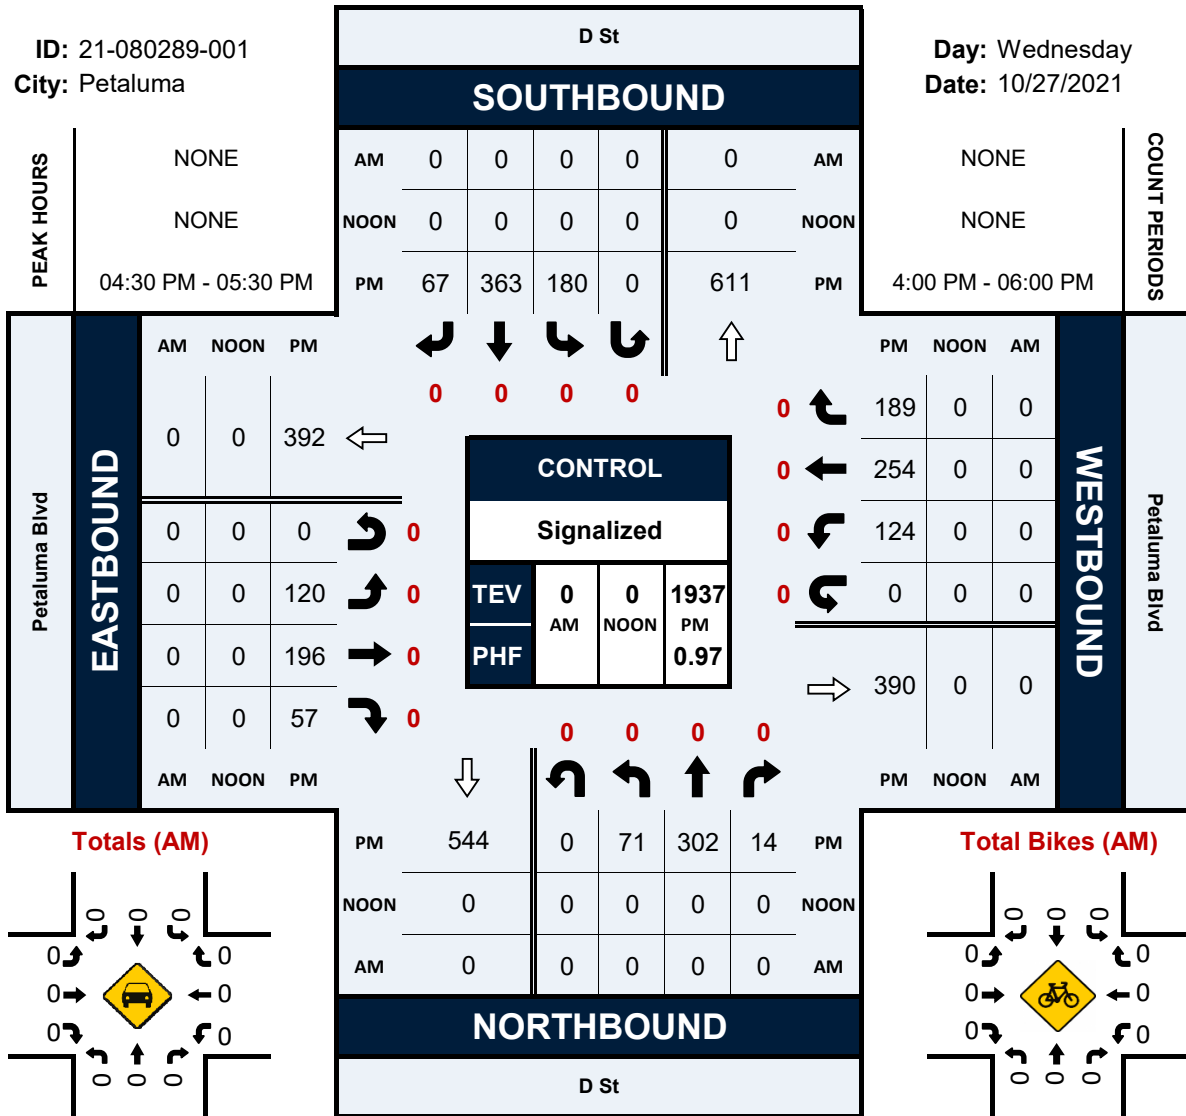 D St
ID: 21-080289-001
Day: Wednesday
City: Petaluma
Date: 10/27/2021
SOUTHBOUND
PEAK HOURS
NONE
AM 0 0 0 0 0 AM
NONE
COUNT PERIODS
NONE
NOON 0 0 0 0 0 NOON
NONE
04:30 PM - 05:30 PM
PM 67 363 180 0 611 PM
4:00 PM - 06:00 PM
AM NOON PM
PM NOON AM
0 0 0 0
0 189 0 0
0 0 392
CONTROL
0 254 0 0
Petaluma Blvd
EASTBOUND
WESTBOUND
Petaluma Blvd
0 0 0 0
Signalized
0 124 0 0
0 0 120 0
TEV 0 0 1937
AM NOON PM
0 0 0 0
0 0 196 0
PHF 0.97
390 0 0
0 0 57 0
0 0 0 0
AM NOON PM
PM NOON AM
Totals (AM)
PM 544 0 71 302 14 PM
Total Bikes (AM)
NOON 0 0 0 0 0 NOON
AM 0 0 0 0 0 AM
0 0 0
0 0
0 0
0 0
0 0 0
0 0 0
0 0
0 0
0 0
0 0 0
NORTHBOUND
D St